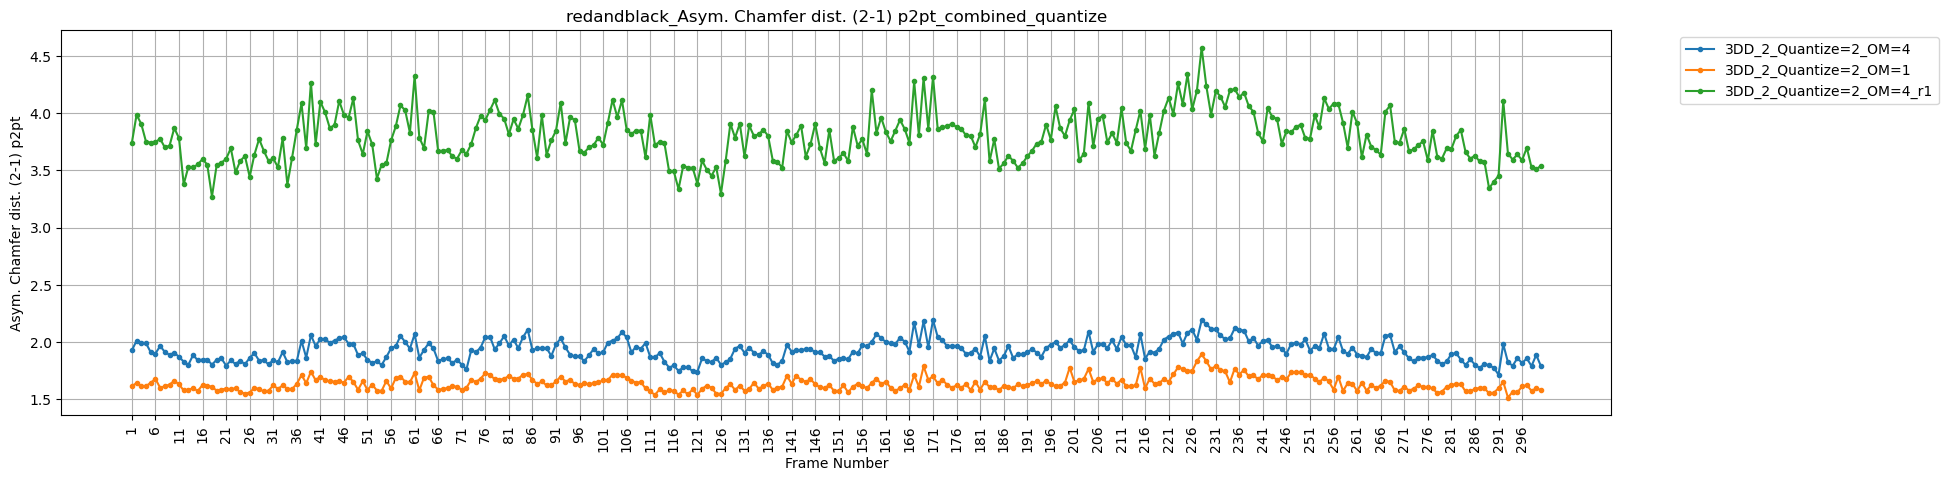 redandblack_Asym. Chamfer dist. (2-1) p2pt_combined_quantize
Asym. Chamfer dist. (2-1) p2pt
4.5
4.0
3.5
3.0
2.5
2.0
1.5
1 6 11 16 21 26 31 36 41 46 51 56 61 66 71 76 81 86 91 96 101 106 111 116 121 126 131 136 141 146 151 156 161 166 171 176 181 186 191 196 201 206 211 216 221 226 231 236 241 246 251 256 261 266 271 276 281 286 291 296
Frame Number
3DD_2_Quantize=2_OM=4
3DD_2_Quantize=2_OM=1
3DD_2_Quantize=2_OM=4_r1